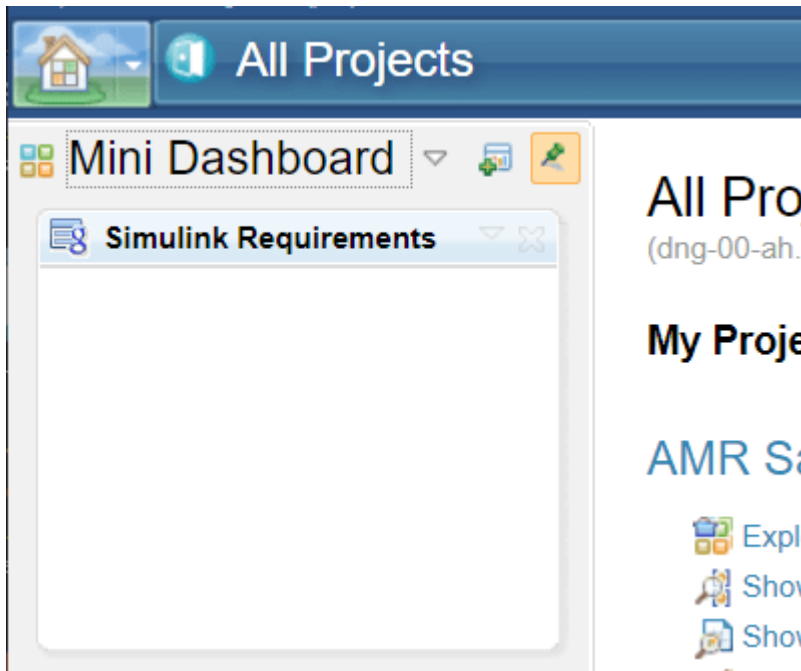 All Projects
Mini Dashboard
Simulink Requirements
All Pro
(dng-00-ah.
My Proje
AMR Sa
Expl
Show
Show